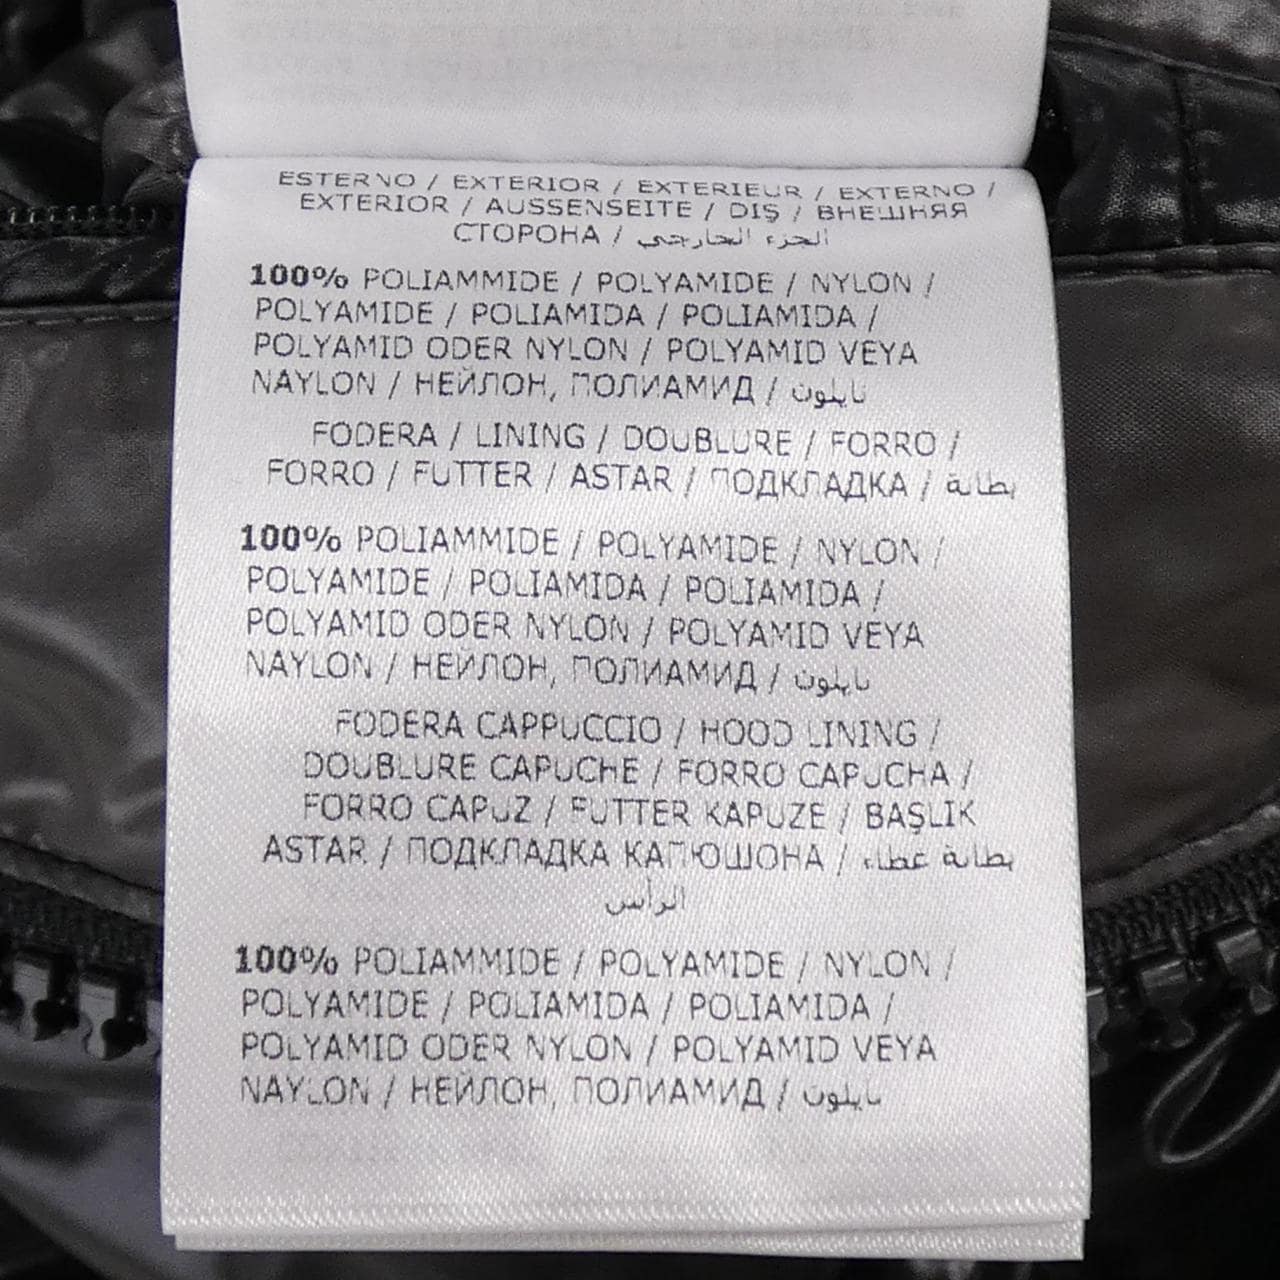 ESTERNO / EXTERIOR / EXTERIEUR / EXTERNO /
EXTERIOR / AUSSENSEITE / DIŞ / ВНЕШНЯЯ
СТОРОНА / الجزء الخارجي
100% POLIAMMIDE / POLYAMIDE / NYLON /
POLYAMIDE / POLIAMIDA / POLIAMIDA /
POLYAMID ODER NYLON / POLYAMID VEYA
NAYLON / НЕЙЛОН, ПОЛИАМИД / نايلون
FODERA / LINING / DOUBLURE / FORRO /
FORRO / FUTTER / ASTAR / ПОДКЛАДКА / بطانة
100% POLIAMMIDE / POLYAMIDE / NYLON /
POLYAMIDE / POLIAMIDA / POLIAMIDA /
POLYAMID ODER NYLON / POLYAMID VEYA
NAYLON / НЕЙЛОН, ПОЛИАМИД / نايلون
FODERA CAPPUCCIO / HOOD LINING /
DOUBLURE CAPUCHE / FORRO CAPUCHA /
FORRO CAPUZ / FUTTER KAPUZE / BAŞLIK
ASTAR / ПОДКЛАДКА КАПЮШОНА / بطانة غطاء
الرأس
100% POLIAMMIDE / POLYAMIDE / NYLON /
POLYAMIDE / POLIAMIDA / POLIAMIDA /
POLYAMID ODER NYLON / POLYAMID VEYA
NAYLON / НЕЙЛОН, ПОЛИАМИД / نايلون